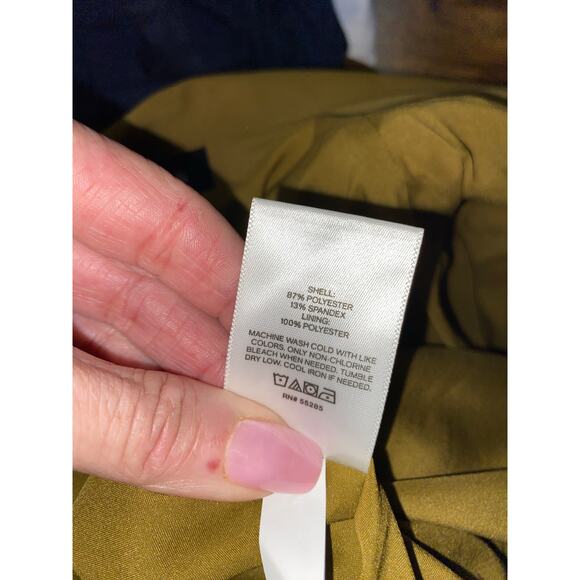 SHELL:
87% POLYESTER
13% SPANDEX
LINING:
100% POLYESTER
MACHINE WASH COLD WITH LIKE
COLORS, ONLY NON-CHLORINE
BLEACH WHEN NEEDED. TUMBLE
DRY LOW. COOL IRON IF NEEDED.
RN# 55285